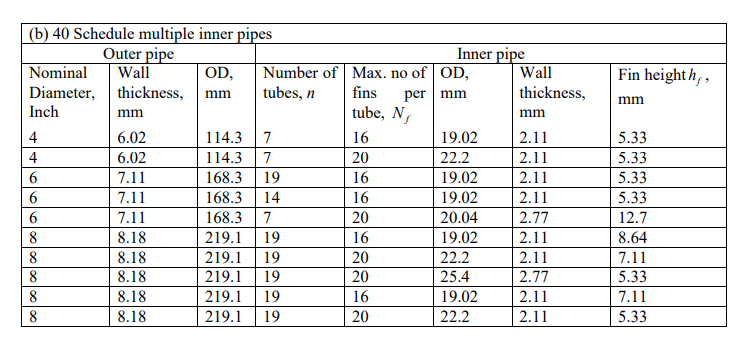 (b) 40 Schedule multiple inner pipes
Outer pipe Inner pipe
Nominal Diameter, Inch Wall thickness, mm OD, mm Number of tubes, n Max. no of fins per tube, N_f OD, mm Wall thickness, mm Fin height h_f, mm
4 6.02 114.3 7 16 19.02 2.11 5.33
4 6.02 114.3 7 20 22.2 2.11 5.33
6 7.11 168.3 19 16 19.02 2.11 5.33
6 7.11 168.3 14 16 19.02 2.11 5.33
6 7.11 168.3 7 20 20.04 2.77 12.7
8 8.18 219.1 19 16 19.02 2.11 8.64
8 8.18 219.1 19 20 22.2 2.11 7.11
8 8.18 219.1 19 20 25.4 2.77 5.33
8 8.18 219.1 19 16 19.02 2.11 7.11
8 8.18 219.1 19 20 22.2 2.11 5.33